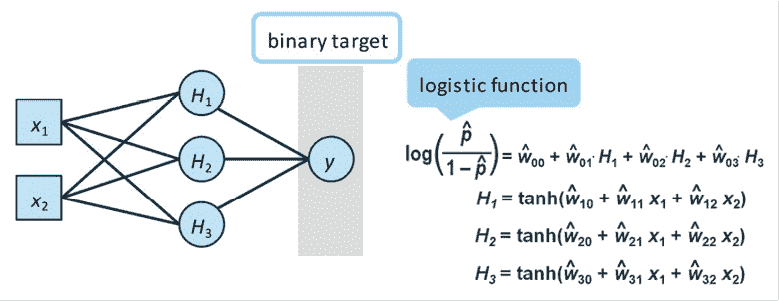 binary target
logistic function
x₁
x₂
H₁
H₂
H₃
y
log(p̂ / 1 − p̂) = ŵ₀₀ + ŵ₀₁· H₁ + ŵ₀₂· H₂ + ŵ₀₃· H₃
H₁ = tanh(ŵ₁₀ + ŵ₁₁ x₁ + ŵ₁₂ x₂)
H₂ = tanh(ŵ₂₀ + ŵ₂₁ x₁ + ŵ₂₂ x₂)
H₃ = tanh(ŵ₃₀ + ŵ₃₁ x₁ + ŵ₃₂ x₂)